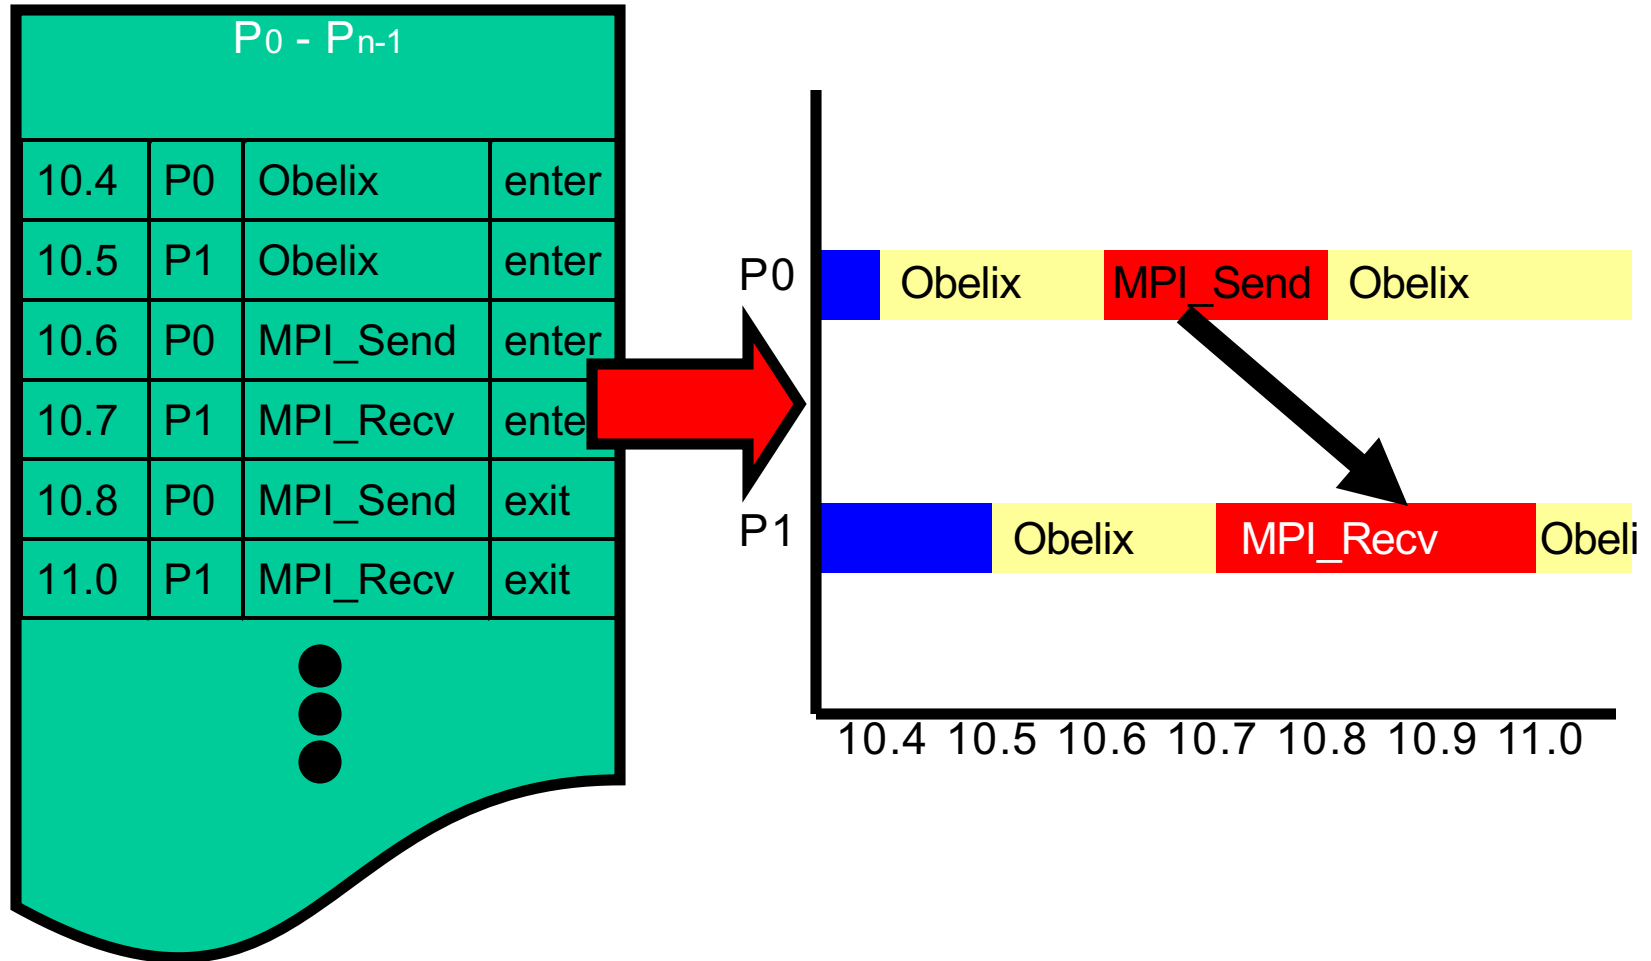 P0 - Pn-1
10.4 P0 Obelix enter
10.5 P1 Obelix enter
10.6 P0 MPI_Send enter
10.7 P1 MPI_Recv ente
10.8 P0 MPI_Send exit
11.0 P1 MPI_Recv exit
P0 Obelix MPI_Send Obelix
P1 Obelix MPI_Recv Obeli
10.4 10.5 10.6 10.7 10.8 10.9 11.0